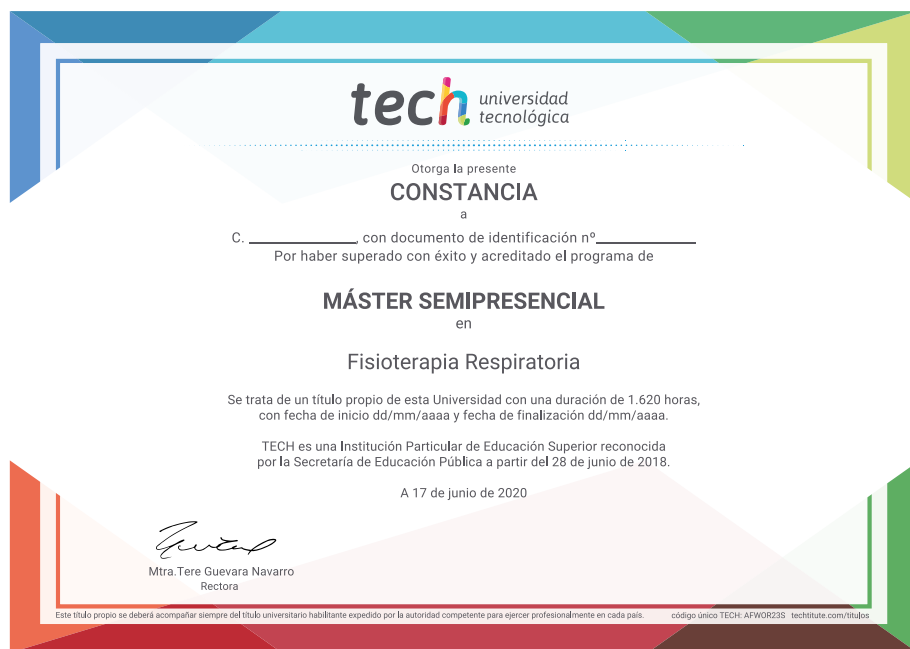 tech universidad
tecnológica
Otorga la presente
CONSTANCIA
a
C. ____________, con documento de identificación nº____________
Por haber superado con éxito y acreditado el programa de
MÁSTER SEMIPRESENCIAL
en
Fisioterapia Respiratoria
Se trata de un título propio de esta Universidad con una duración de 1.620 horas,
con fecha de inicio dd/mm/aaaa y fecha de finalización dd/mm/aaaa.
TECH es una Institución Particular de Educación Superior reconocida
por la Secretaría de Educación Pública a partir del 28 de junio de 2018.
A 17 de junio de 2020
Mtra.Tere Guevara Navarro
Rectora
Este título propio se deberá acompañar siempre del título universitario habilitante expedido por la autoridad competente para ejercer profesionalmente en cada país. código único TECH: AFWOR23S techtitute.com/titulos